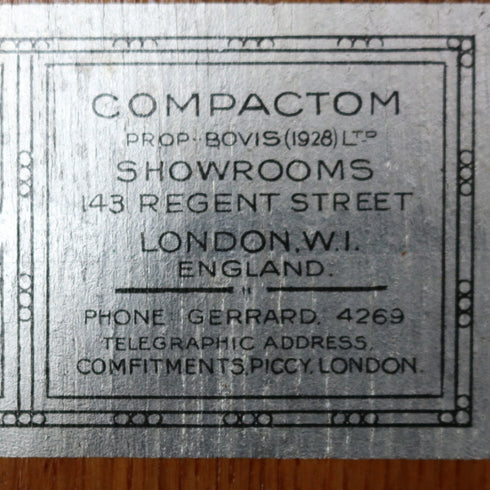 COMPACTOM
PROP. BOVIS (1928) LTD
SHOWROOMS
143 REGENT STREET
LONDON, W.1.
ENGLAND.
PHONE GERRARD, 4269
TELEGRAPHIC ADDRESS,
COMFITMENTS, PICCY, LONDON.